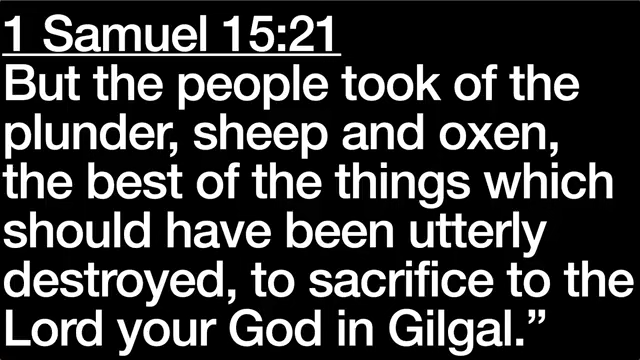 1 Samuel 15:21
But the people took of the
plunder, sheep and oxen,
the best of the things which
should have been utterly
destroyed, to sacrifice to the
Lord your God in Gilgal.”